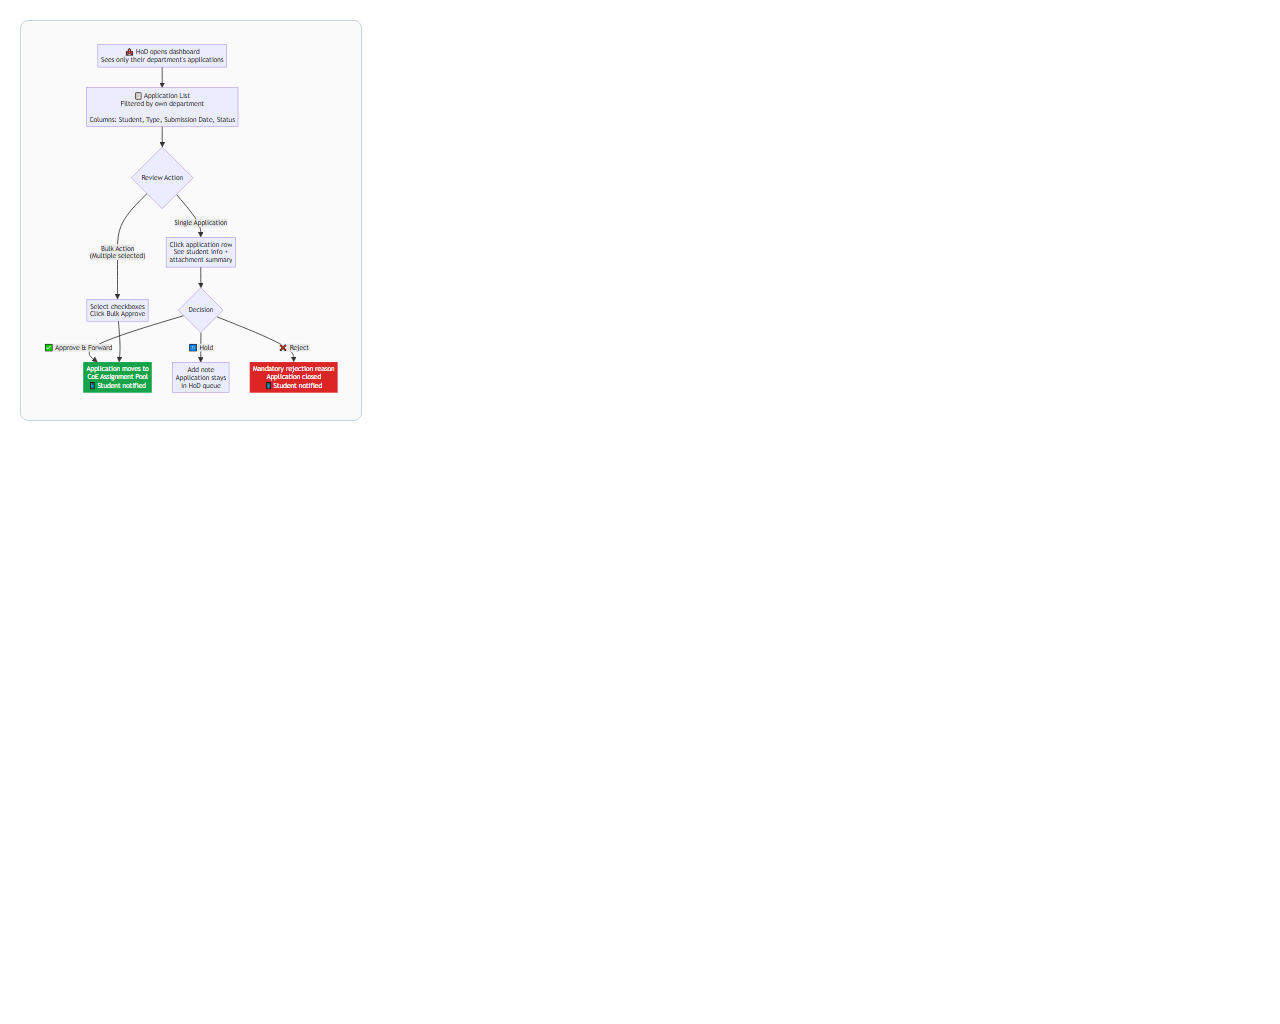 HoD opens dashboard
Sees only their department's applications
Application List
Filtered by own department
Columns: Student, Type, Submission Date, Status
Review Action
Single Application
Bulk Action
(Multiple selected)
Click application row
See student info +
attachment summary
Select checkboxes
Click Bulk Approve
Decision
Approve & Forward
Hold
Reject
Application moves to
CoE Assignment Pool
Student notified
Add note
Application stays
in HoD queue
Mandatory rejection reason
Application closed
Student notified